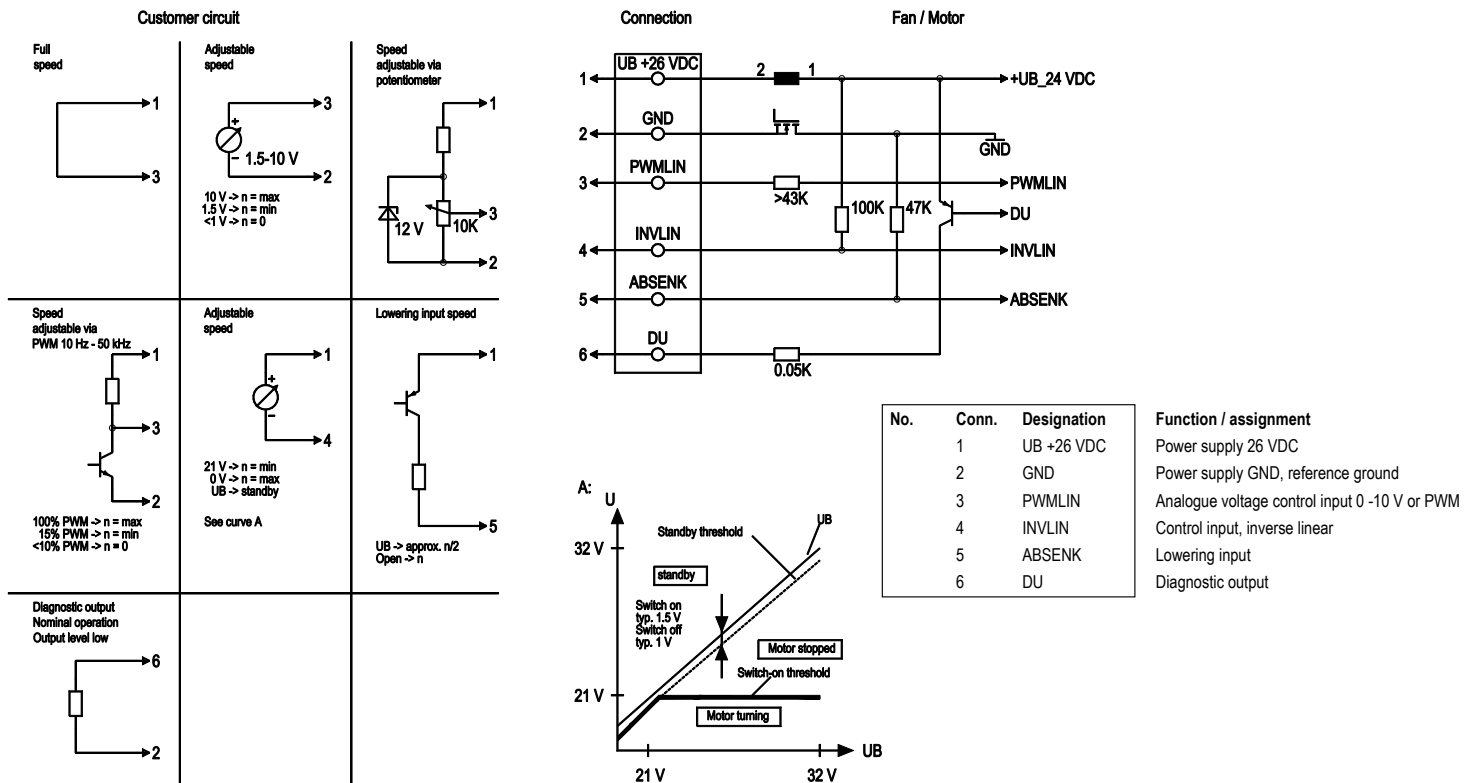 Customer circuit
Connection
Fan / Motor
Full
speed
1
3
Adjustable
speed
3
+
−
1.5-10 V
2
10 V -> n = max
1.5 V -> n = min
<1 V -> n = 0
Speed
adjustable via
potentiometer
1
12 V
10K
3
2
Speed
adjustable via
PWM 10 Hz - 50 kHz
1
3
2
100% PWM -> n = max
15% PWM -> n = min
<10% PWM -> n = 0
Adjustable
speed
1
+
−
4
21 V -> n = min
0 V -> n = max
UB -> standby
See curve A
Lowering input speed
1
5
UB -> approx. n/2
Open -> n
Diagnostic output
Nominal operation
Output level low
6
2
1
UB +26 VDC
2
1
+UB_24 VDC
2
GND
GND
3
PWMLIN
>43K
PWMLIN
100K
47K
DU
4
INVLIN
INVLIN
5
ABSENK
ABSENK
6
DU
0.05K
No. Conn. Designation Function / assignment
1 UB +26 VDC Power supply 26 VDC
2 GND Power supply GND, reference ground
3 PWMLIN Analogue voltage control input 0 -10 V or PWM
4 INVLIN Control input, inverse linear
5 ABSENK Lowering input
6 DU Diagnostic output
A:
U
32 V
21 V
Standby threshold
UB
standby
Switch on
typ. 1.5 V
Switch off
typ. 1 V
Motor stopped
Switch-on threshold
Motor turning
UB
21 V
32 V